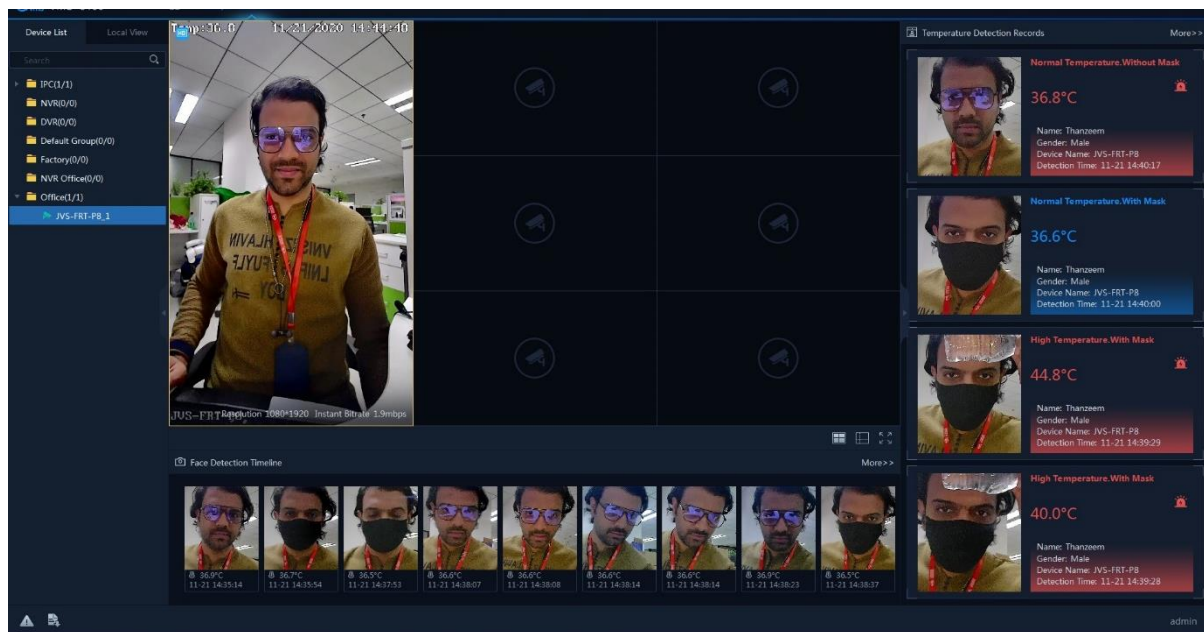 Device List
Local View
Search
IPC(1/1)
NVR(0/0)
DVR(0/0)
Default Group(0/0)
Factory(0/0)
NVR Office(0/0)
Office(1/1)
JVS-FRT-P8_1
Temp:36.0 11/21/2020 14:44:40
HD
Resolution 1080*1920 Instant Bitrate 1.9mbps
Face Detection Timeline
More>>
36.9°C
11-21 14:35:14
36.7°C
11-21 14:35:54
36.5°C
11-21 14:37:53
36.6°C
11-21 14:38:07
36.6°C
11-21 14:38:08
36.6°C
11-21 14:38:14
36.6°C
11-21 14:38:14
36.9°C
11-21 14:38:23
36.5°C
11-21 14:38:37
Temperature Detection Records
More>>
Normal Temperature.Without Mask
36.8°C
Name: Thanzeem
Gender: Male
Device Name: JVS-FRT-P8
Detection Time: 11-21 14:40:17
Normal Temperature.With Mask
36.6°C
Name: Thanzeem
Gender: Male
Device Name: JVS-FRT-P8
Detection Time: 11-21 14:40:00
High Temperature.With Mask
44.8°C
Name: Thanzeem
Gender: Male
Device Name: JVS-FRT-P8
Detection Time: 11-21 14:39:29
High Temperature.With Mask
40.0°C
Name: Thanzeem
Gender: Male
Device Name: JVS-FRT-P8
Detection Time: 11-21 14:39:28
admin